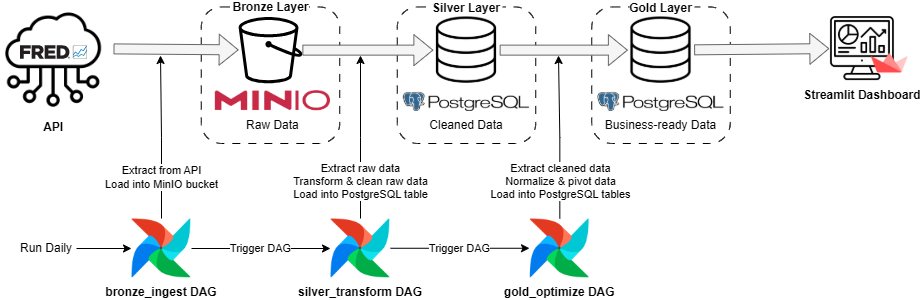 Bronze Layer
Silver Layer
Gold Layer
FRED
MINIO
PostgreSQL
PostgreSQL
Streamlit Dashboard
API
Raw Data
Cleaned Data
Business-ready Data
Extract from API
Load into MinIO bucket
Extract raw data
Transform & clean raw data
Load into PostgreSQL table
Extract cleaned data
Normalize & pivot data
Load into PostgreSQL tables
Run Daily
Trigger DAG
Trigger DAG
bronze_ingest DAG
silver_transform DAG
gold_optimize DAG